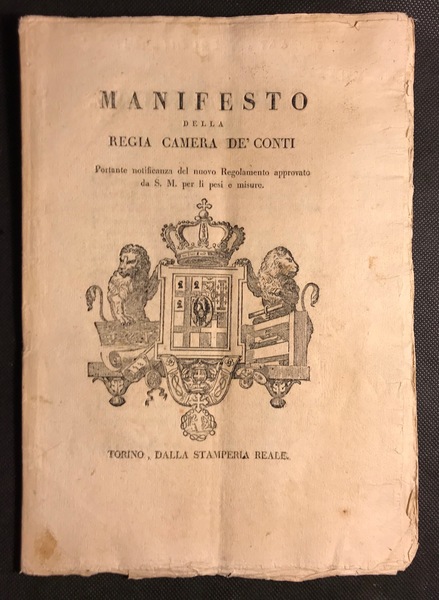 MANIFESTO
DELLA
REGIA CAMERA DE' CONTI
Portante notificanza del nuovo Regolamento approvato
da S. M. per li pesi e misure.
TORINO, DALLA STAMPERIA REALE.